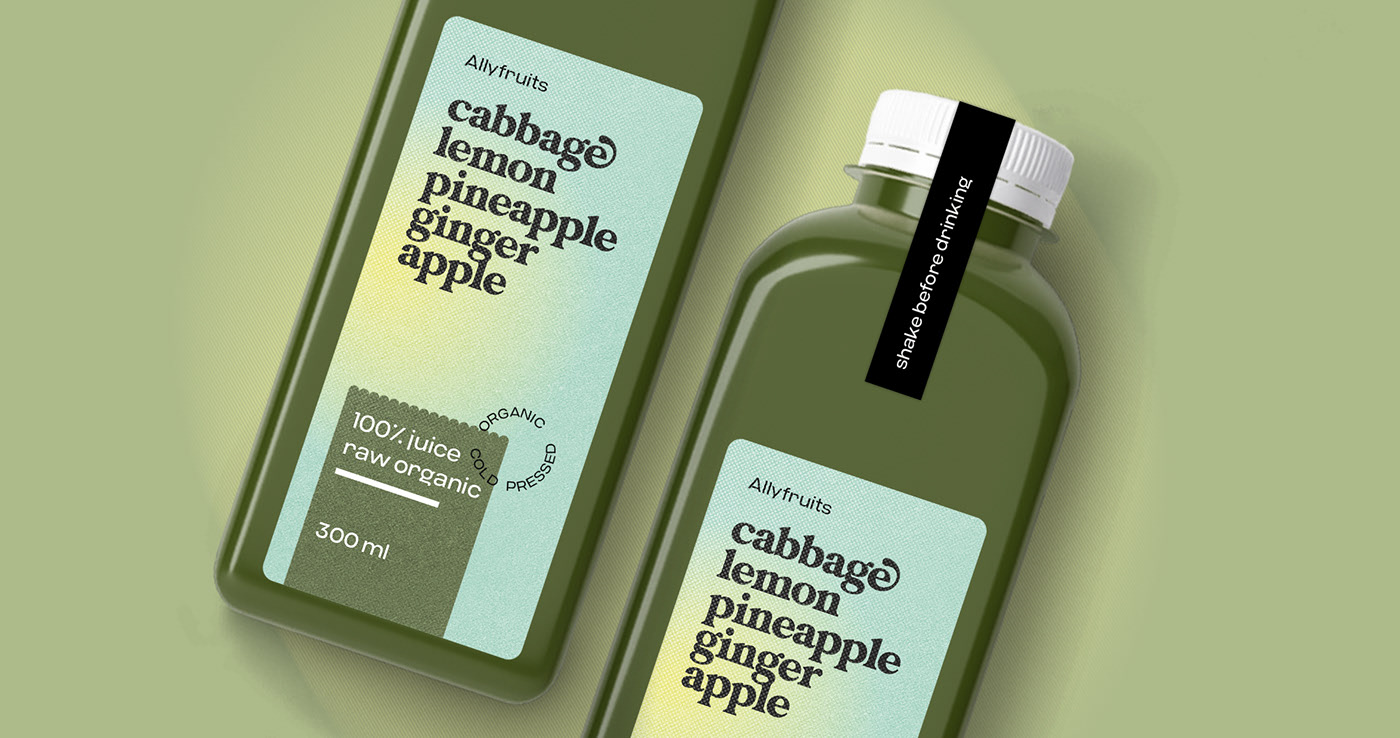 Allyfruits
cabbage
lemon
pineapple
ginger
apple
100% juice
raw organic
ORGANIC
COLD PRESSED
300 ml
shake before drinking
Allyfruits
cabbage
lemon
pineapple
ginger
apple